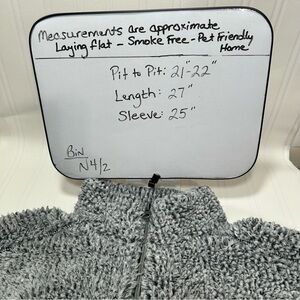 Measurements are approximate
Laying flat - Smoke Free - Pet Friendly
Home!
Pit to Pit: 21"-22"
Length: 27"
Sleeve: 25"
Bin
N4/2